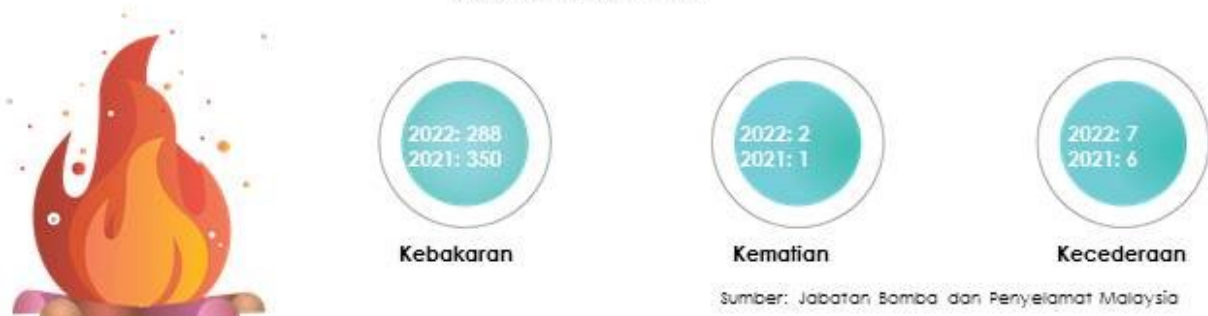 2022: 288
2021: 350
2022: 2
2021: 1
2022: 7
2021: 6
Kebakaran
Kematian
Kecederaan
Sumber: Jabatan Bomba dan Penyelamat Malaysia